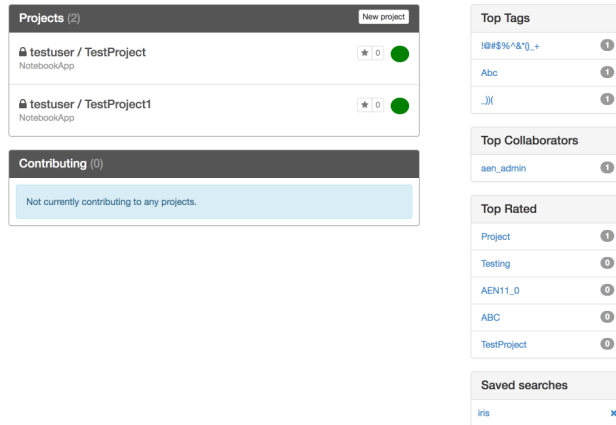 Projects (2) New project
testuser / TestProject 0
NotebookApp
testuser / TestProject1 0
NotebookApp
Contributing (0)
Not currently contributing to any projects.
Top Tags
!@#$%^&*()_+ 1
Abc 1
_))( 1
Top Collaborators
aen_admin 1
Top Rated
Project 1
Testing 0
AEN11_0 0
ABC 0
TestProject 0
Saved searches
iris